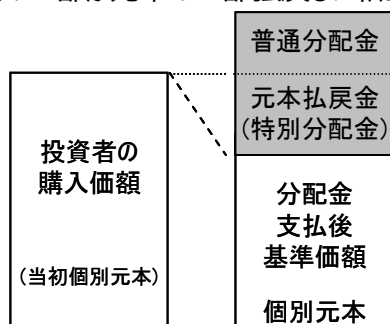 普通分配金
元本払戻金
(特別分配金)
投資者の
購入価額
(当初個別元本)
分配金
支払後
基準価額
個別元本